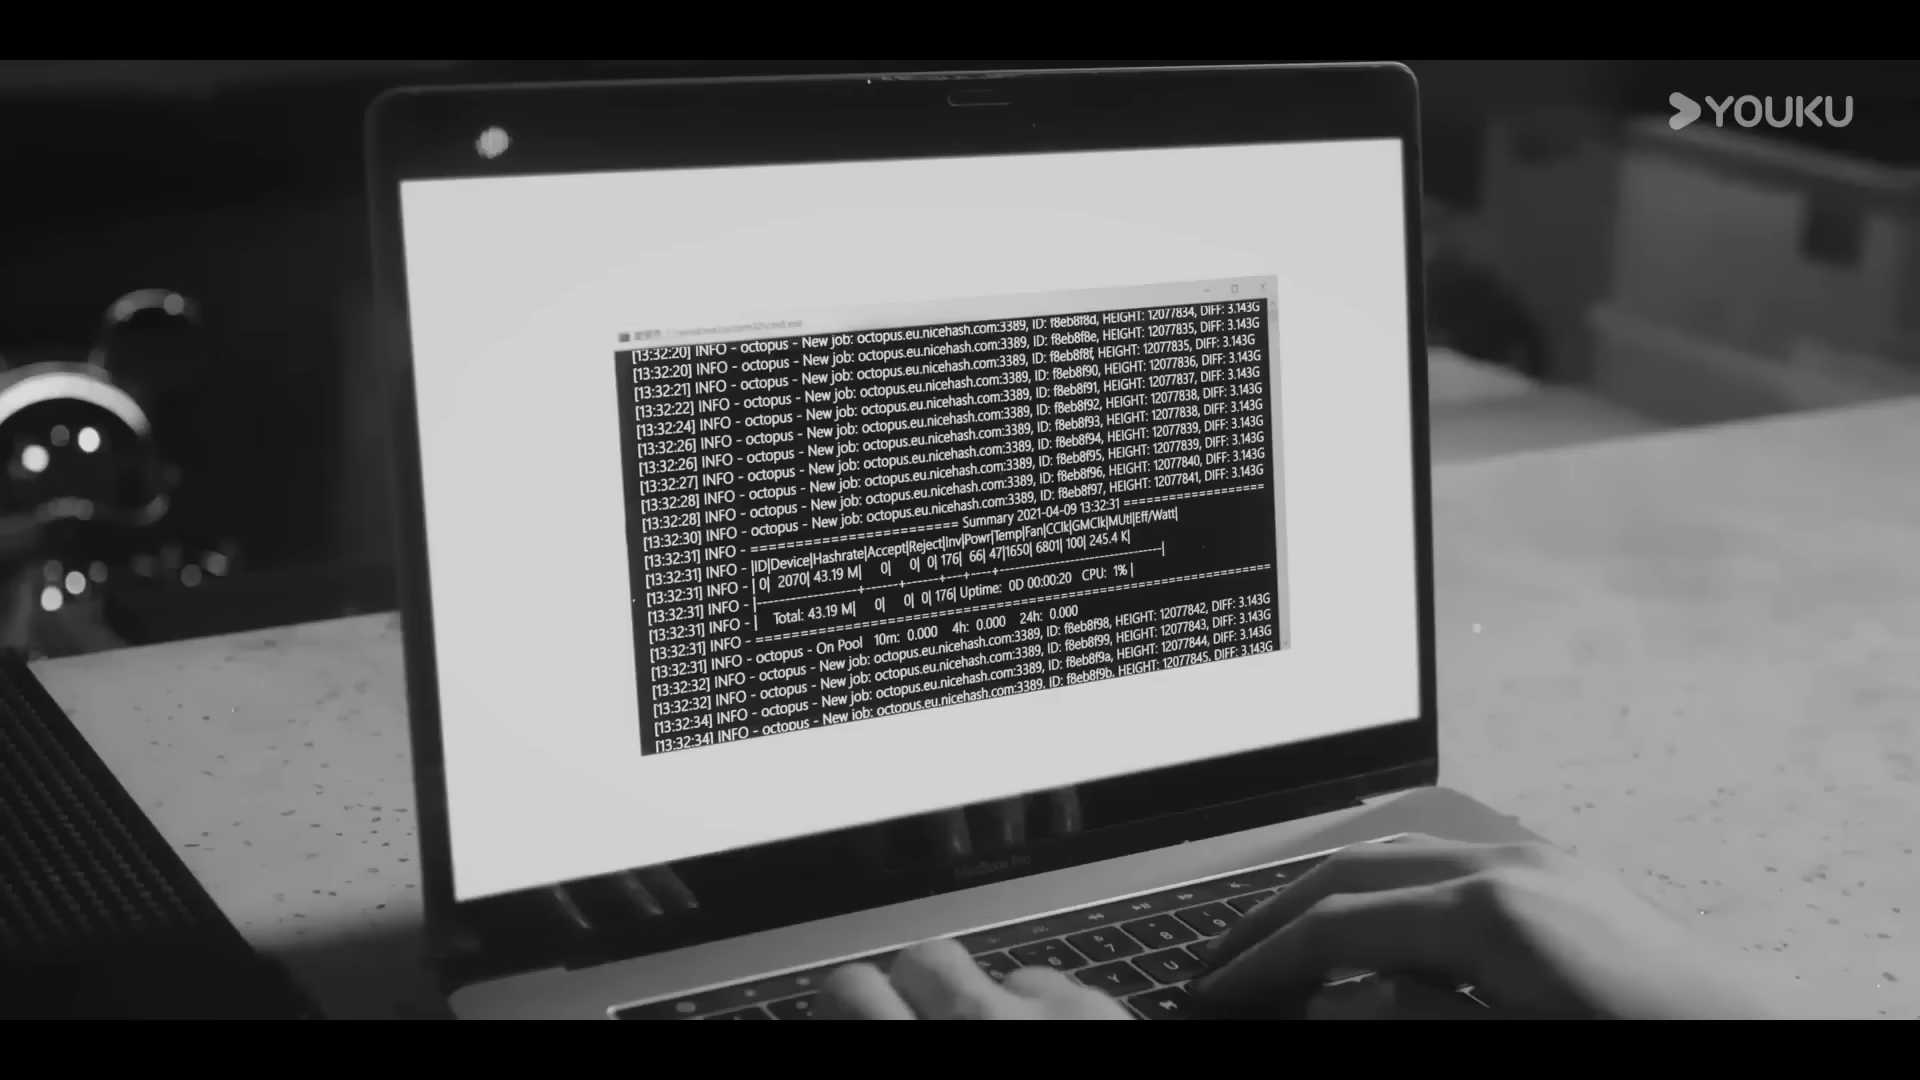 YOUKU
[13:32:20] INFO - octopus - New job: octopus.eu.nicehash.com:3389, ID: f8eb8f8d, HEIGHT: 12077834, DIFF: 3.143G
[13:32:20] INFO - octopus - New job: octopus.eu.nicehash.com:3389, ID: f8eb8f8e, HEIGHT: 12077835, DIFF: 3.143G
[13:32:21] INFO - octopus - New job: octopus.eu.nicehash.com:3389, ID: f8eb8f8f, HEIGHT: 12077835, DIFF: 3.143G
[13:32:22] INFO - octopus - New job: octopus.eu.nicehash.com:3389, ID: f8eb8f90, HEIGHT: 12077836, DIFF: 3.143G
[13:32:24] INFO - octopus - New job: octopus.eu.nicehash.com:3389, ID: f8eb8f91, HEIGHT: 12077837, DIFF: 3.143G
[13:32:26] INFO - octopus - New job: octopus.eu.nicehash.com:3389, ID: f8eb8f92, HEIGHT: 12077838, DIFF: 3.143G
[13:32:26] INFO - octopus - New job: octopus.eu.nicehash.com:3389, ID: f8eb8f93, HEIGHT: 12077838, DIFF: 3.143G
[13:32:27] INFO - octopus - New job: octopus.eu.nicehash.com:3389, ID: f8eb8f94, HEIGHT: 12077839, DIFF: 3.143G
[13:32:28] INFO - octopus - New job: octopus.eu.nicehash.com:3389, ID: f8eb8f95, HEIGHT: 12077839, DIFF: 3.143G
[13:32:28] INFO - octopus - New job: octopus.eu.nicehash.com:3389, ID: f8eb8f96, HEIGHT: 12077840, DIFF: 3.143G
[13:32:30] INFO - octopus - New job: octopus.eu.nicehash.com:3389, ID: f8eb8f97, HEIGHT: 12077841, DIFF: 3.143G
[13:32:31] INFO - ====================== Summary 2021-04-09 13:32:31 ===================
[13:32:31] INFO - |ID|Device|Hashrate|Accept|Reject|Inv|Powr|Temp|Fan|CClk|GMClk|MUtl|Eff/Watt|
[13:32:31] INFO - | 0| 2070| 43.19 M| 0| 0| 0| 176| 66| 47|1650| 6801| 100| 245.4 K|
[13:32:31] INFO - |----------------+------+------+---+----+------------------------|
[13:32:31] INFO - | Total: 43.19 M| 0| 0| 0| 176| Uptime: 0D 00:00:20 CPU: 1% |
[13:32:31] INFO - =====================================================================
[13:32:31] INFO - octopus - On Pool 10m: 0.000 4h: 0.000 24h: 0.000
[13:32:32] INFO - octopus - New job: octopus.eu.nicehash.com:3389, ID: f8eb8f98, HEIGHT: 12077842, DIFF: 3.143G
[13:32:32] INFO - octopus - New job: octopus.eu.nicehash.com:3389, ID: f8eb8f99, HEIGHT: 12077843, DIFF: 3.143G
[13:32:34] INFO - octopus - New job: octopus.eu.nicehash.com:3389, ID: f8eb8f9a, HEIGHT: 12077844, DIFF: 3.143G
[13:32:34] INFO - octopus - New job: octopus.eu.nicehash.com:3389, ID: f8eb8f9b, HEIGHT: 12077845, DIFF: 3.143G
MacBook Pro
6
7
8
9
Y
U